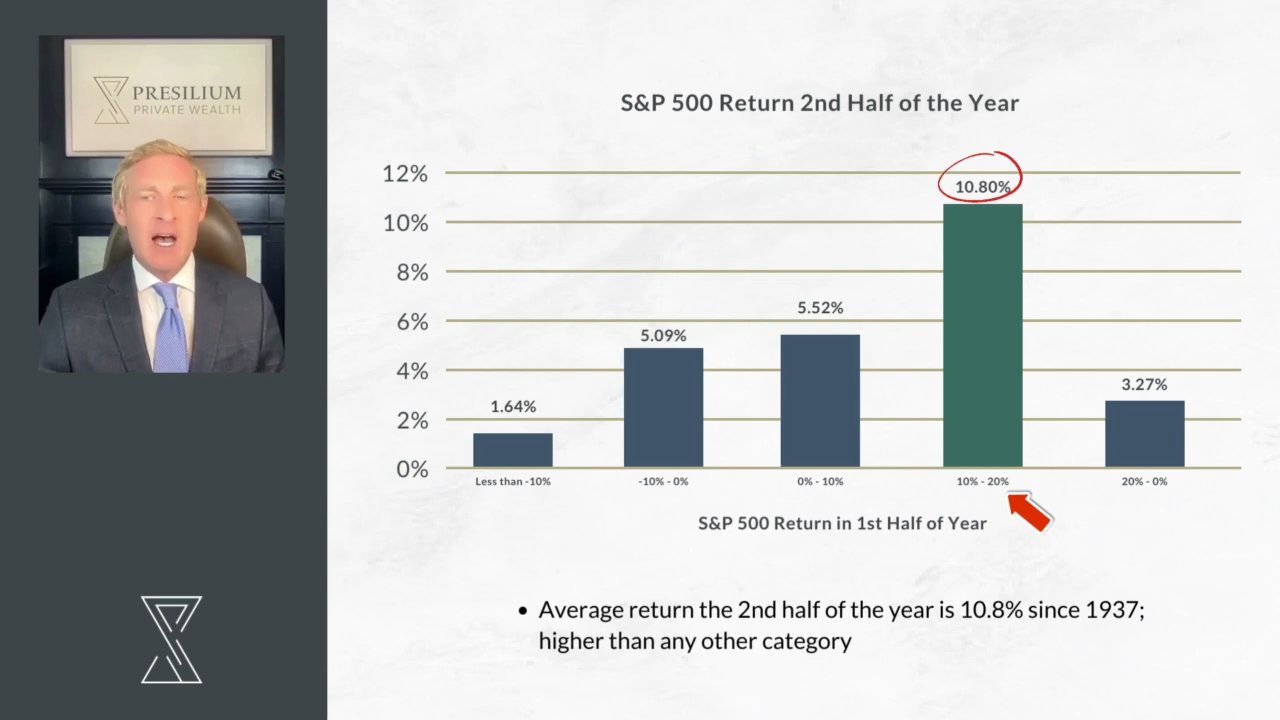 PRESILIUM
PRIVATE WEALTH
S&P 500 Return 2nd Half of the Year
12%
10%
8%
6%
4%
2%
0%
1.64%
5.09%
5.52%
10.80%
3.27%
Less than -10%
-10% - 0%
0% - 10%
10% - 20%
20% - 0%
S&P 500 Return in 1st Half of Year
• Average return the 2nd half of the year is 10.8% since 1937;
higher than any other category